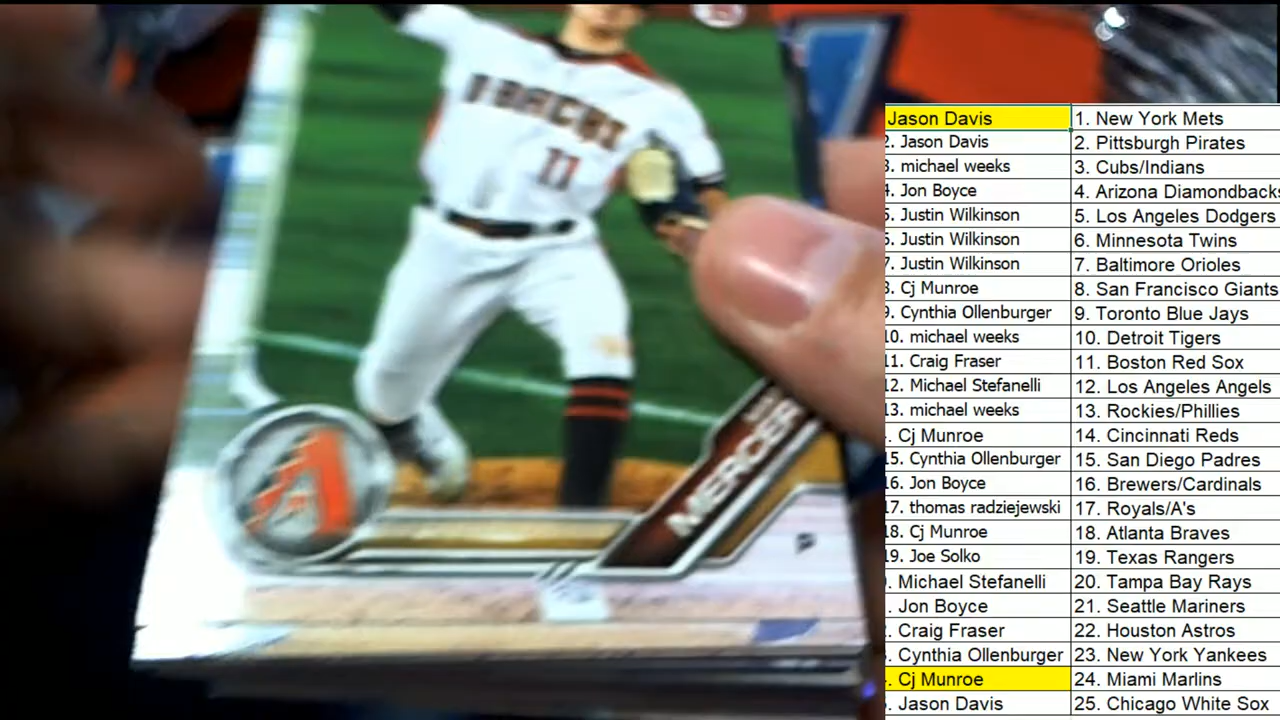 D'BACKS
11
MERCER
P
Jason Davis 1. New York Mets
2. Jason Davis 2. Pittsburgh Pirates
3. michael weeks 3. Cubs/Indians
4. Jon Boyce 4. Arizona Diamondbacks
5. Justin Wilkinson 5. Los Angeles Dodgers
6. Justin Wilkinson 6. Minnesota Twins
7. Justin Wilkinson 7. Baltimore Orioles
8. Cj Munroe 8. San Francisco Giants
9. Cynthia Ollenburger 9. Toronto Blue Jays
10. michael weeks 10. Detroit Tigers
11. Craig Fraser 11. Boston Red Sox
12. Michael Stefanelli 12. Los Angeles Angels
13. michael weeks 13. Rockies/Phillies
. Cj Munroe 14. Cincinnati Reds
15. Cynthia Ollenburger 15. San Diego Padres
16. Jon Boyce 16. Brewers/Cardinals
17. thomas radziejewski 17. Royals/A's
18. Cj Munroe 18. Atlanta Braves
19. Joe Solko 19. Texas Rangers
. Michael Stefanelli 20. Tampa Bay Rays
. Jon Boyce 21. Seattle Mariners
. Craig Fraser 22. Houston Astros
. Cynthia Ollenburger 23. New York Yankees
. Cj Munroe 24. Miami Marlins
. Jason Davis 25. Chicago White Sox